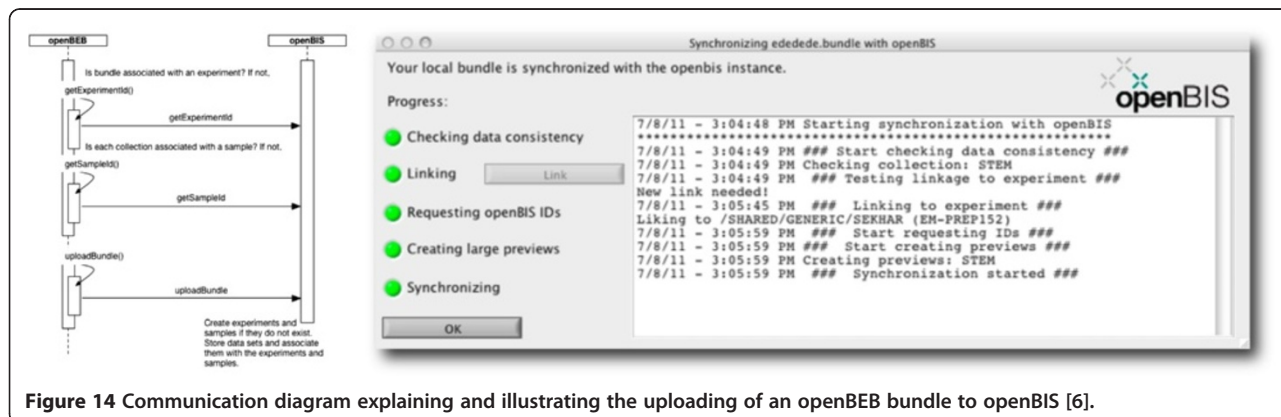 openBEB
openBIS
Is bundle associated with an experiment? If not,
getExperimentId()
getExperimentId
Is each collection associated with a sample? If not,
getSampleId()
getSampleId
uploadBundle()
uploadBundle
Create experiments and
samples if they do not exist.
Store data sets and associate
them with the experiments and
samples.
Synchronizing ededede.bundle with openBIS
Your local bundle is synchronized with the openbis instance.
openBIS
Progress:
Checking data consistency
Linking
Link
Requesting openBIS IDs
Creating large previews
Synchronizing
OK
7/8/11 - 3:04:48 PM Starting synchronization with openBIS
************************************************************
7/8/11 - 3:04:49 PM ### Start checking data consistency ###
7/8/11 - 3:04:49 PM Checking collection: STEM
7/8/11 - 3:04:49 PM ### Testing linkage to experiment ###
New link needed!
7/8/11 - 3:05:45 PM ### Linking to experiment ###
Liking to /SHARED/GENERIC/SEKHAR (EM-PREP152)
7/8/11 - 3:05:59 PM ### Start requesting IDs ###
7/8/11 - 3:05:59 PM ### Start creating previews ###
7/8/11 - 3:05:59 PM Creating previews: STEM
7/8/11 - 3:05:59 PM ### Synchronization started ###
Figure 14 Communication diagram explaining and illustrating the uploading of an openBEB bundle to openBIS [6].